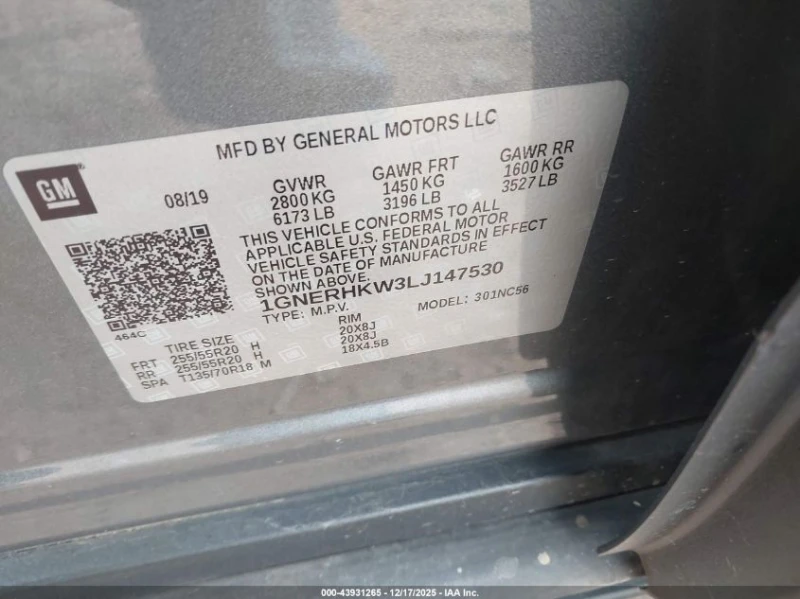 MFD BY GENERAL MOTORS LLC
GM
08/19
GVWR GAWR FRT GAWR RR
2800 KG 1450 KG 1600 KG
6173 LB 3196 LB 3527 LB
THIS VEHICLE CONFORMS TO ALL
APPLICABLE U.S. FEDERAL MOTOR
VEHICLE SAFETY STANDARDS IN EFFECT
ON THE DATE OF MANUFACTURE
SHOWN ABOVE.
1GNERHKW3LJ147530
TYPE: M.P.V. MODEL: 301NC56
464C
TIRE SIZE RIM
FRT 255/55R20 H 20X8J
RR 255/55R20 H 20X8J
SPA T135/70R18 M 18X4.5B
000-43931265 - 12/17/2025 - IAA Inc.